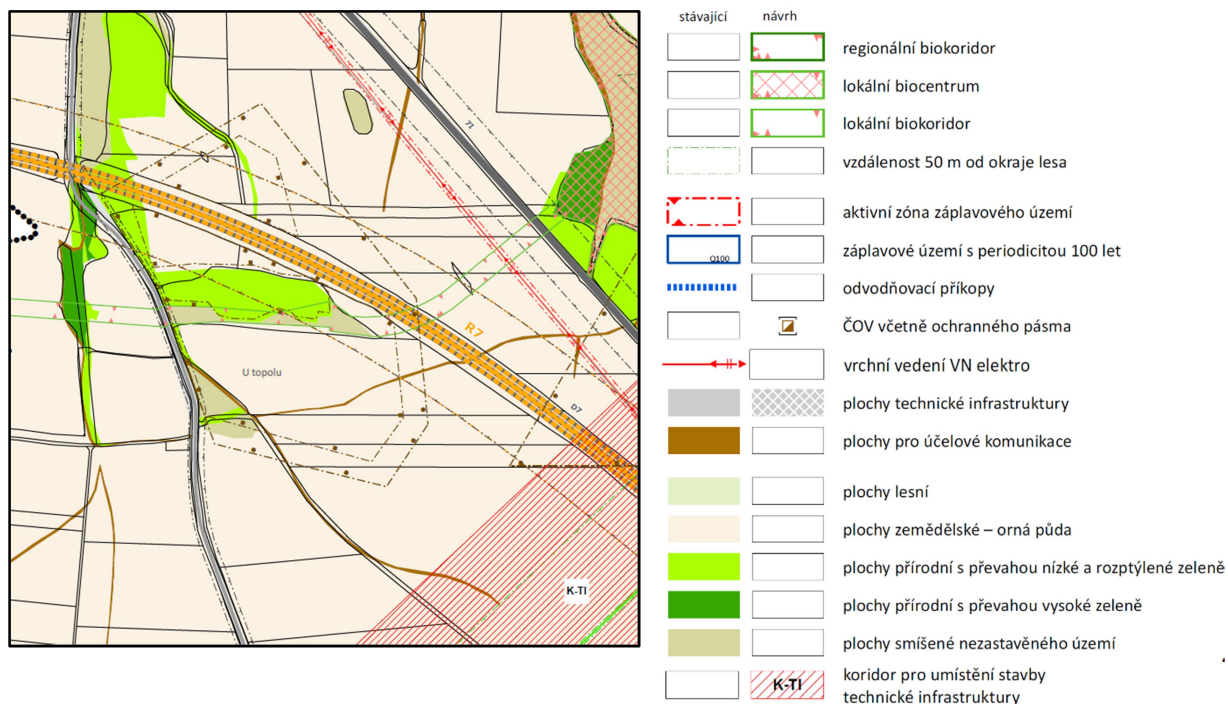 71
R7
U topolu
D7
K-TI
stávající návrh
regionální biokoridor
lokální biocentrum
lokální biokoridor
vzdálenost 50 m od okraje lesa
aktivní zóna záplavového území
Q100
záplavové území s periodicitou 100 let
odvodňovací příkopy
ČOV včetně ochranného pásma
vrchní vedení VN elektro
plochy technické infrastruktury
plochy pro účelové komunikace
plochy lesní
plochy zemědělské – orná půda
plochy přírodní s převahou nízké a rozptýlené zeleně
plochy přírodní s převahou vysoké zeleně
plochy smíšené nezastavěného území
K-TI
koridor pro umístění stavby
technické infrastruktury